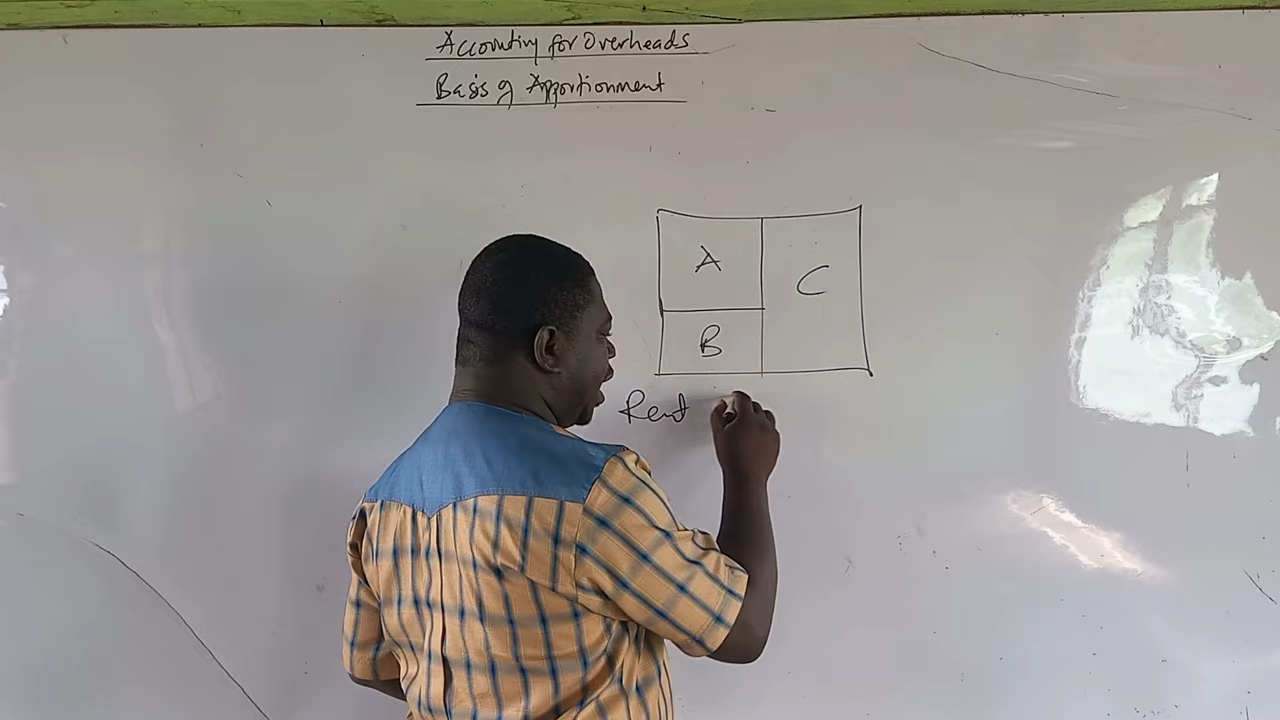 Accounting for Overheads
Basis of Apportionment
A
C
B
Rent